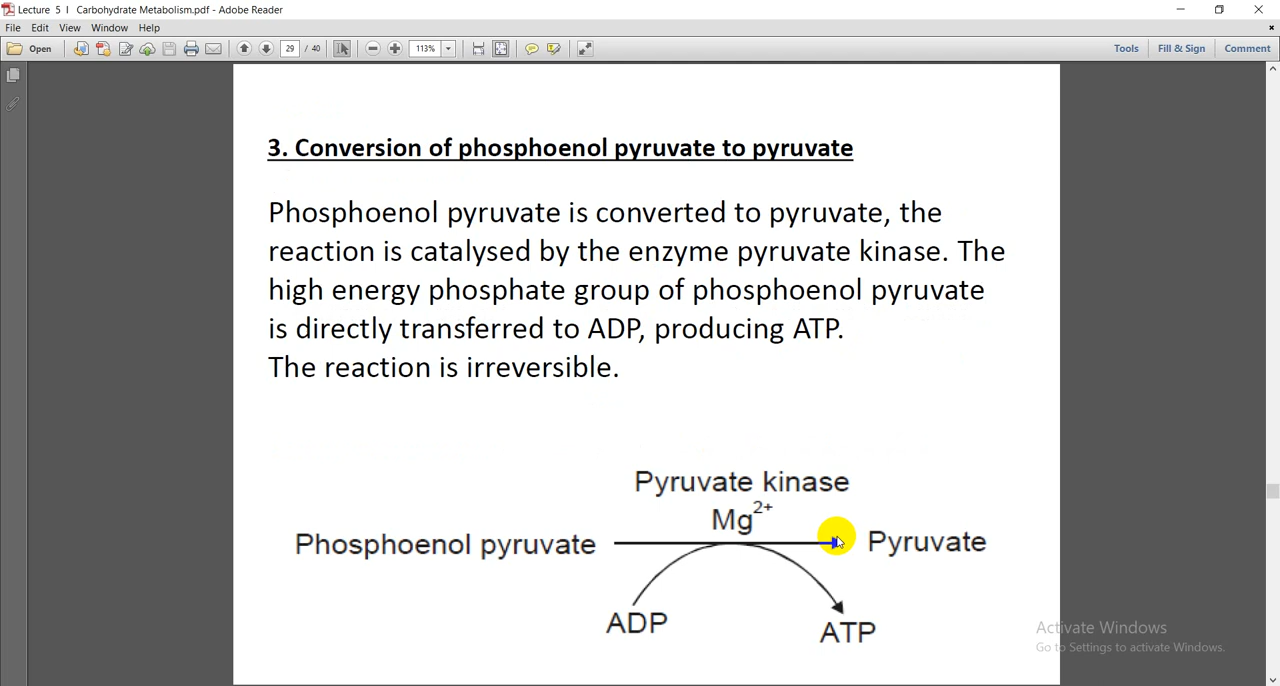 Lecture 5 I Carbohydrate Metabolism.pdf - Adobe Reader
File Edit View Window Help
Open 29 / 40 113% Tools Fill & Sign Comment
3. Conversion of phosphoenol pyruvate to pyruvate
Phosphoenol pyruvate is converted to pyruvate, the
reaction is catalysed by the enzyme pyruvate kinase. The
high energy phosphate group of phosphoenol pyruvate
is directly transferred to ADP, producing ATP.
The reaction is irreversible.
Pyruvate kinase
Mg2+
Phosphoenol pyruvate Pyruvate
ADP ATP
Activate Windows
Go to Settings to activate Windows.